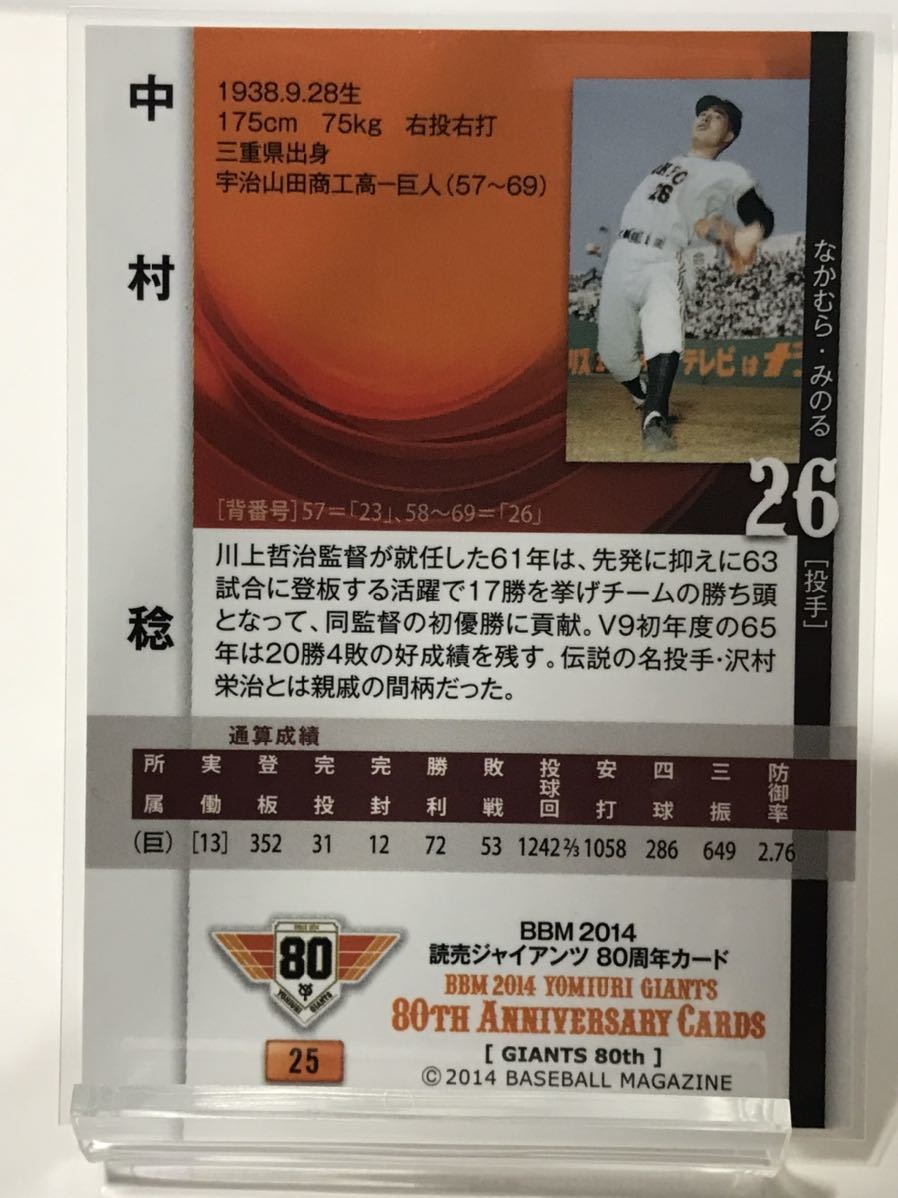 中村 稔
1938.9.28生
175cm 75kg 右投右打
三重県出身
宇治山田商工高ー巨人(57〜69)
26
テレビは
なかむら・みのる
26
[投手]
[背番号]57=「23」、58〜69=「26」
川上哲治監督が就任した61年は、先発に抑えに63
試合に登板する活躍で17勝を挙げチームの勝ち頭
となって、同監督の初優勝に貢献。V9初年度の65
年は20勝4敗の好成績を残す。伝説の名投手・沢村
栄治とは親戚の間柄だった。
通算成績
所属 実働 登板 完投 完封 勝利 敗戦 投球回 安打 四球 三振 防御率
(巨) [13] 352 31 12 72 53 1242 2/3 1058 286 649 2.76
80
YOMIURI GIANTS
25
BBM 2014
読売ジャイアンツ 80周年カード
BBM 2014 YOMIURI GIANTS
80TH ANNIVERSARY CARDS
[ GIANTS 80th ]
©2014 BASEBALL MAGAZINE